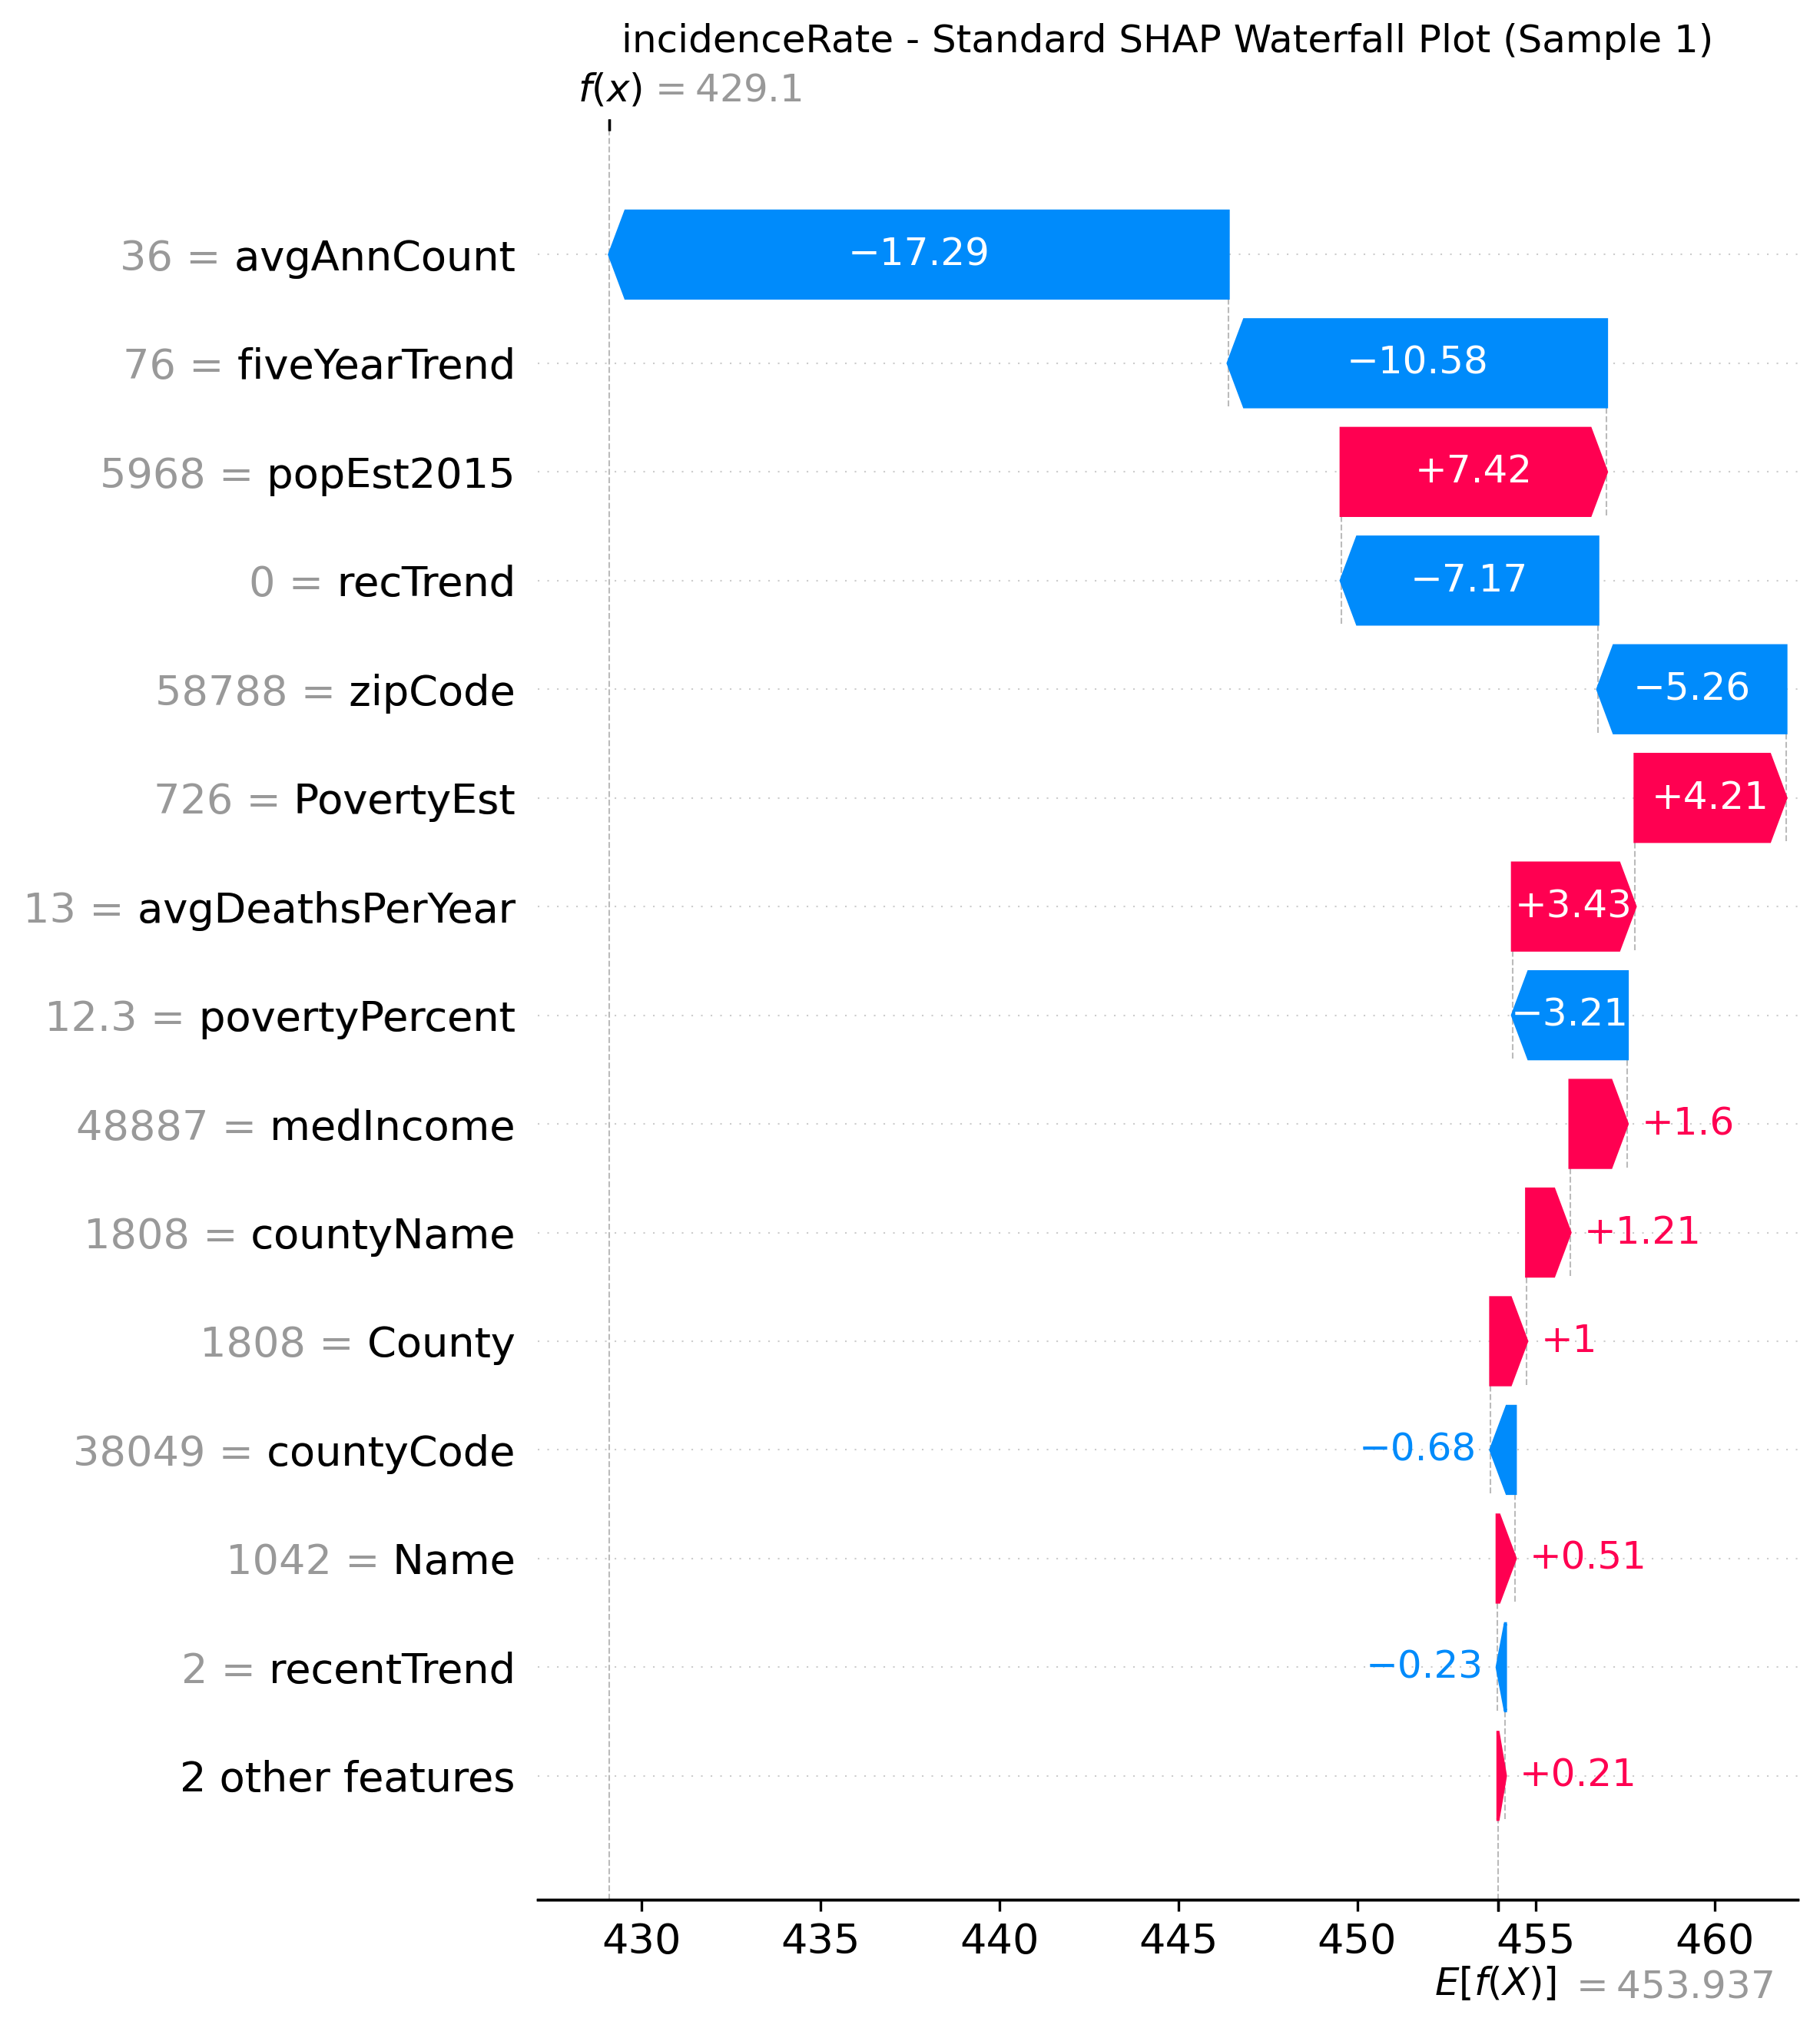 incidenceRate - Standard SHAP Waterfall Plot (Sample 1)
f(x) = 429.1
36 = avgAnnCount −17.29
76 = fiveYearTrend −10.58
5968 = popEst2015 +7.42
0 = recTrend −7.17
58788 = zipCode −5.26
726 = PovertyEst +4.21
13 = avgDeathsPerYear +3.43
12.3 = povertyPercent −3.21
48887 = medIncome +1.6
1808 = countyName +1.21
1808 = County +1
38049 = countyCode −0.68
1042 = Name +0.51
2 = recentTrend −0.23
2 other features +0.21
430 435 440 445 450 455 460
E[f(X)] = 453.937